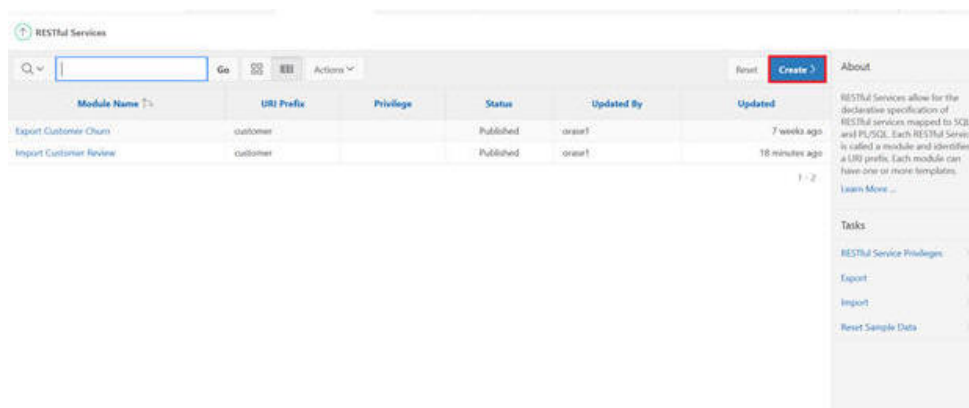 RESTful Services
Go
Actions
Reset
Create
Module Name
URI Prefix
Privilege
Status
Updated By
Updated
Export Customer Churn
customer
Published
orase1
7 weeks ago
Import Customer Review
customer
Published
orase1
18 minutes ago
1 - 2
About
RESTful Services allow for the
declarative specification of
RESTful services mapped to SQL
and PL/SQL. Each RESTful Servic
is called a module and identifies
a URI prefix. Each module can
have one or more templates.
Learn More ...
Tasks
RESTful Service Privileges
Export
Import
Reset Sample Data